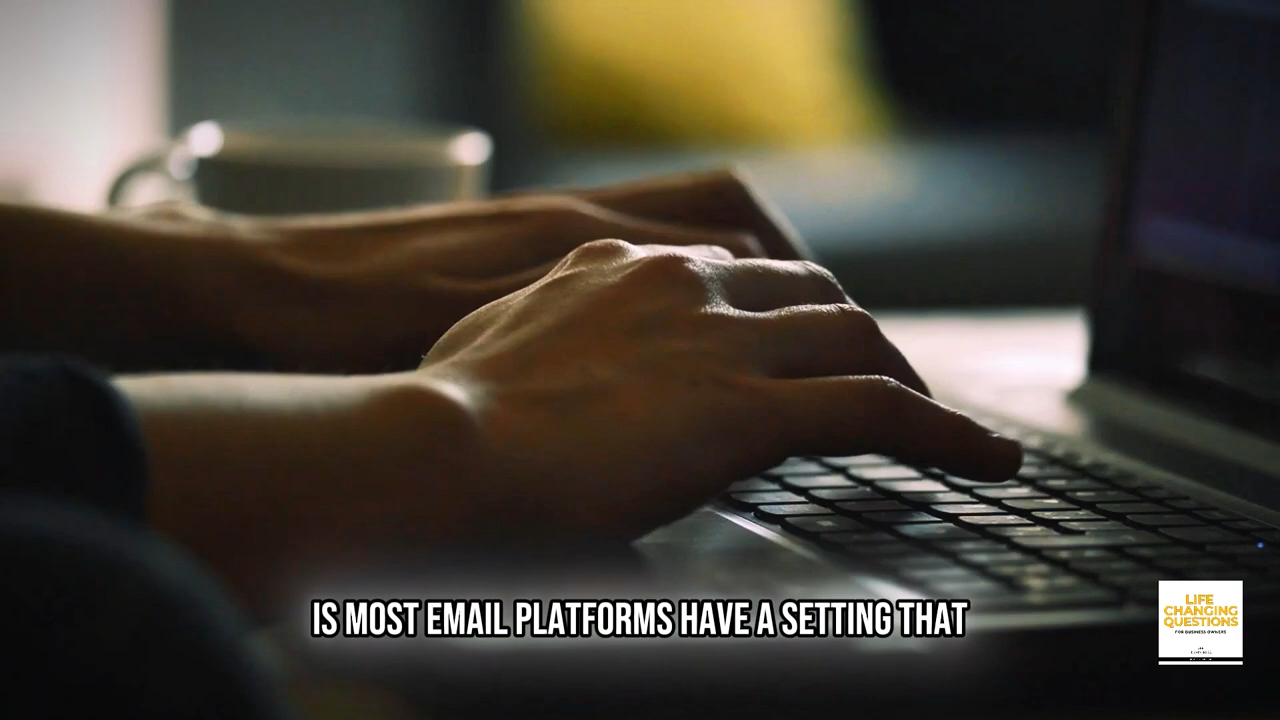 IS MOST EMAIL PLATFORMS HAVE A SETTING THAT
LIFE
CHANGING
QUESTIONS
FOR BUSINESS OWNERS